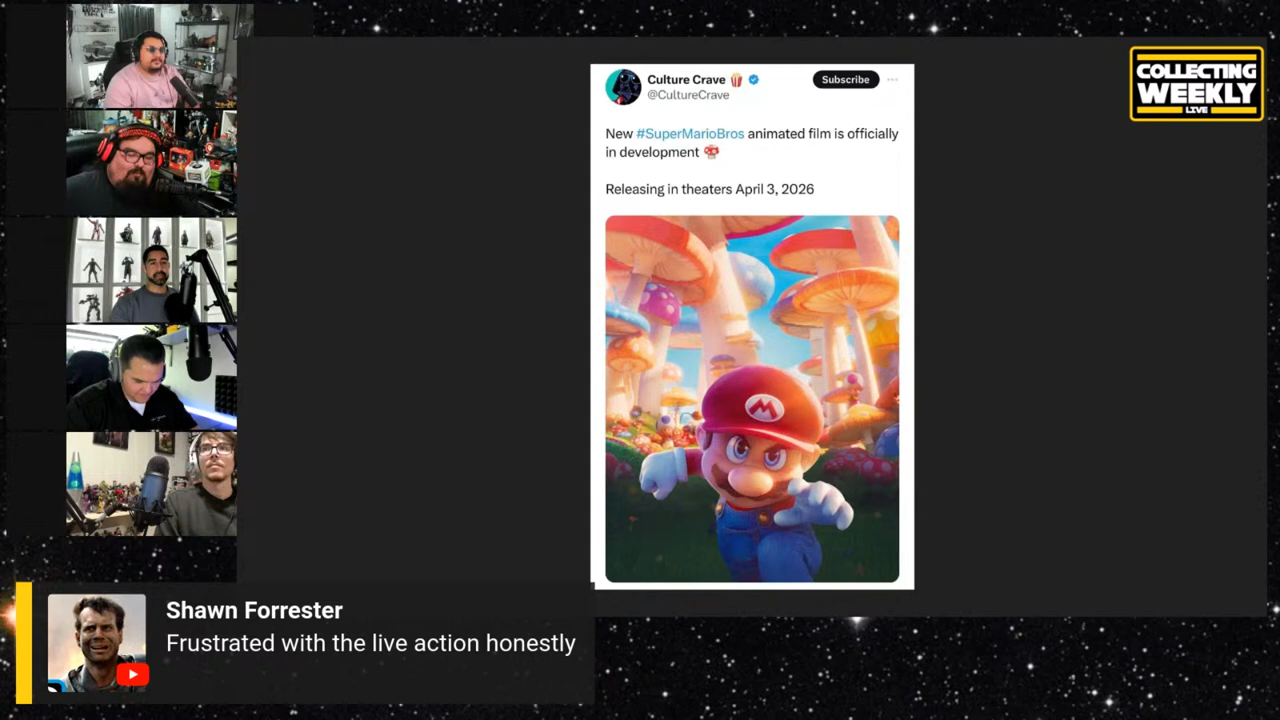 Culture Crave 🍿
@CultureCrave
Subscribe
New #SuperMarioBros animated film is officially
in development 🍄
Releasing in theaters April 3, 2026
M
COLLECTING
WEEKLY
LIVE
Shawn Forrester
Frustrated with the live action honestly